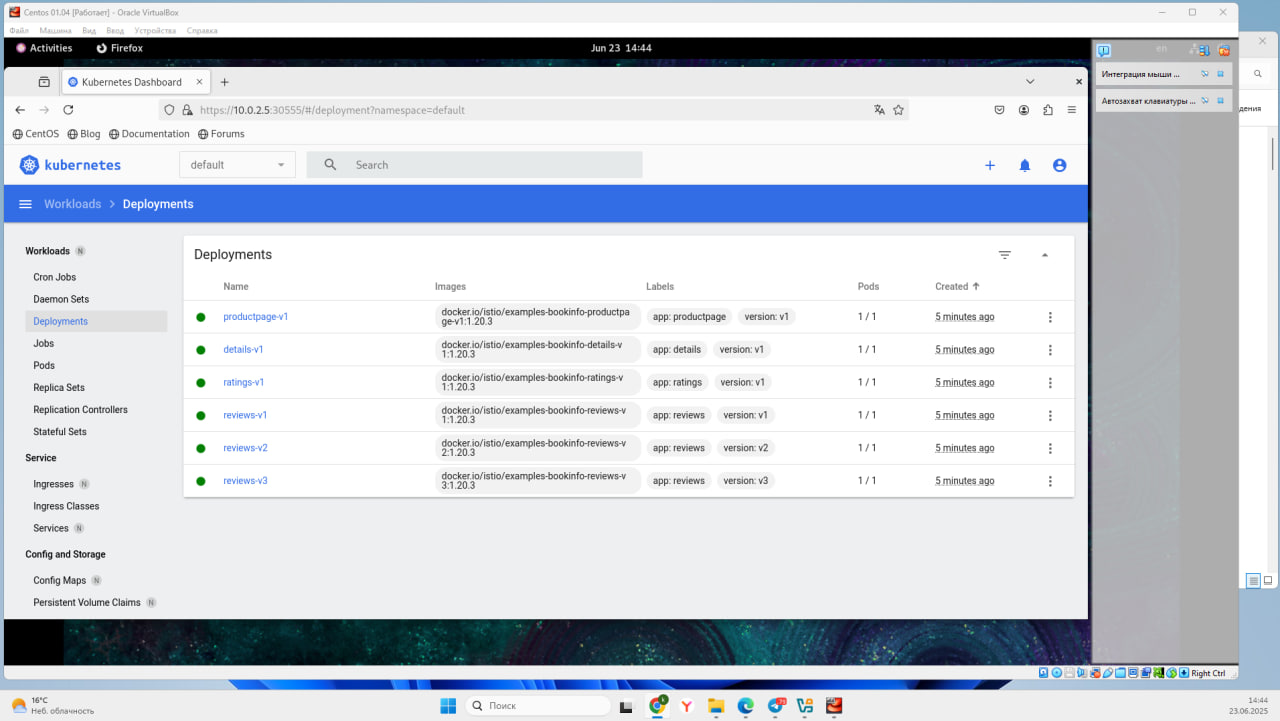 Centos 01.04 [Работает] - Oracle VirtualBox
Файл Машина Вид Ввод Устройства Справка
Activities Firefox Jun 23 14:44 en
Kubernetes Dashboard
Интеграция мыши ...
Автозахват клавиатуры ...
дения
https://10.0.2.5:30555/#/deployment?namespace=default
CentOS Blog Documentation Forums
kubernetes default Search
Workloads Deployments
Workloads N
Cron Jobs
Daemon Sets
Deployments
Jobs
Pods
Replica Sets
Replication Controllers
Stateful Sets
Service
Ingresses N
Ingress Classes
Services N
Config and Storage
Config Maps N
Persistent Volume Claims N
Deployments
Name Images Labels Pods Created
productpage-v1 docker.io/istio/examples-bookinfo-productpa
ge-v1:1.20.3 app: productpage version: v1 1 / 1 5 minutes ago
details-v1 docker.io/istio/examples-bookinfo-details-v
1:1.20.3 app: details version: v1 1 / 1 5 minutes ago
ratings-v1 docker.io/istio/examples-bookinfo-ratings-v
1:1.20.3 app: ratings version: v1 1 / 1 5 minutes ago
reviews-v1 docker.io/istio/examples-bookinfo-reviews-v
1:1.20.3 app: reviews version: v1 1 / 1 5 minutes ago
reviews-v2 docker.io/istio/examples-bookinfo-reviews-v
2:1.20.3 app: reviews version: v2 1 / 1 5 minutes ago
reviews-v3 docker.io/istio/examples-bookinfo-reviews-v
3:1.20.3 app: reviews version: v3 1 / 1 5 minutes ago
Right Ctrl
16°C
Неб. облачность
Поиск
14:44
23.06.2025